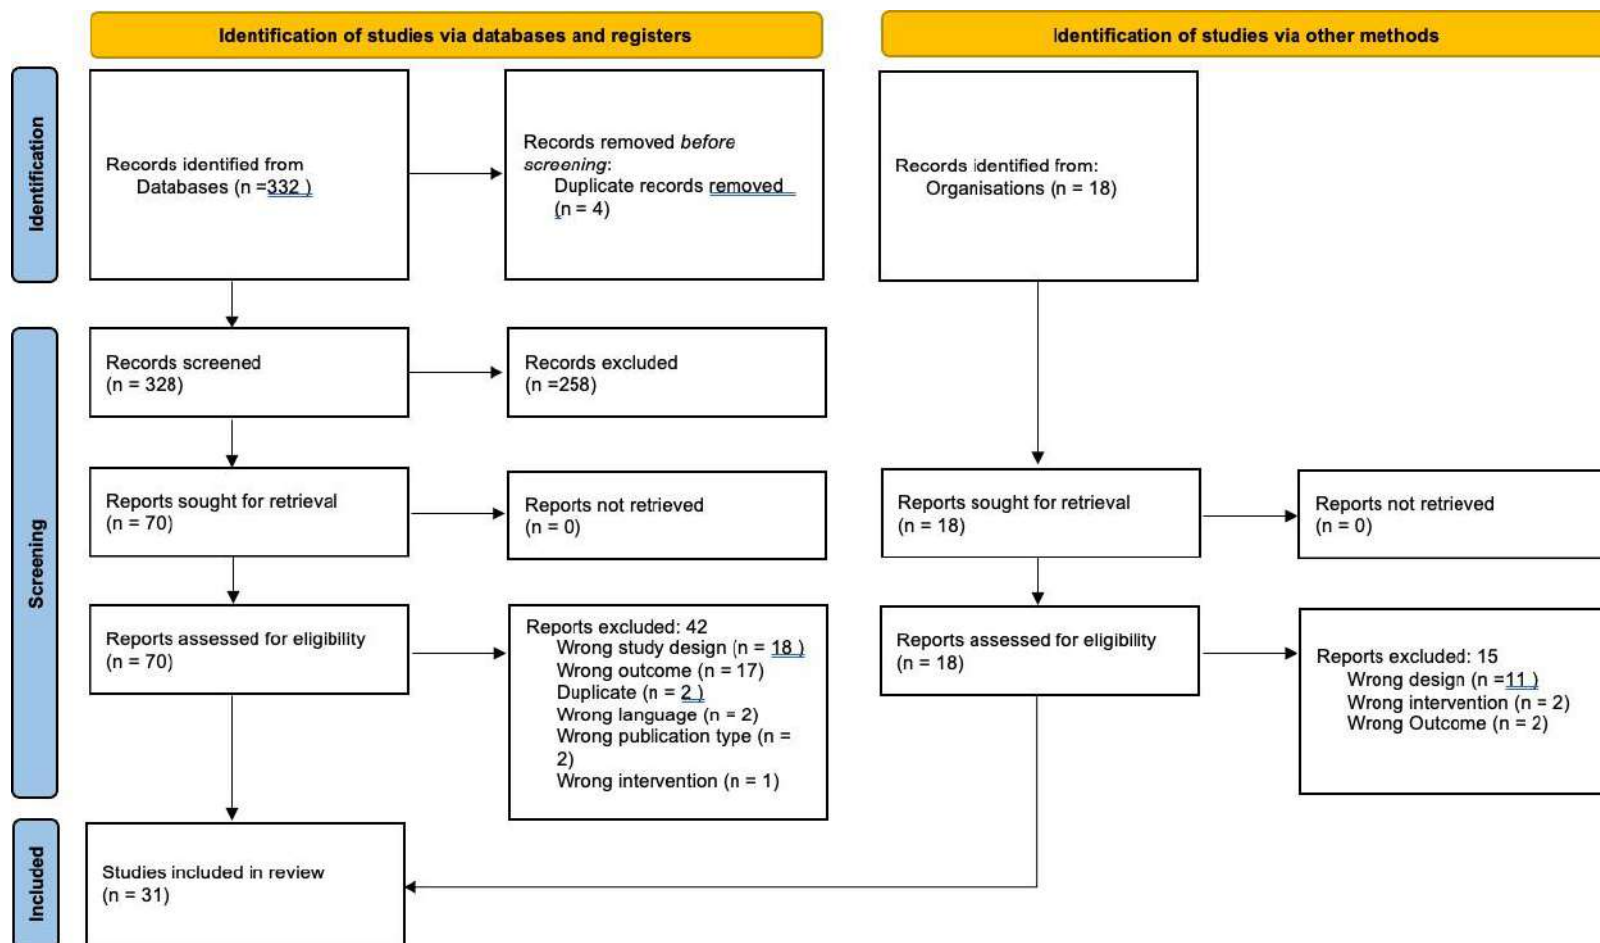 Identification of studies via databases and registers
Identification of studies via other methods
Identification
Records identified from
Databases (n =332 )
Records removed before
screening:
Duplicate records removed
(n = 4)
Records identified from:
Organisations (n = 18)
Screening
Records screened
(n = 328)
Records excluded
(n =258)
Reports sought for retrieval
(n = 70)
Reports not retrieved
(n = 0)
Reports sought for retrieval
(n = 18)
Reports not retrieved
(n = 0)
Reports assessed for eligibility
(n = 70)
Reports excluded: 42
Wrong study design (n = 18 )
Wrong outcome (n = 17)
Duplicate (n = 2 )
Wrong language (n = 2)
Wrong publication type (n =
2)
Wrong intervention (n = 1)
Reports assessed for eligibility
(n = 18)
Reports excluded: 15
Wrong design (n =11 )
Wrong intervention (n = 2)
Wrong Outcome (n = 2)
Included
Studies included in review
(n = 31)